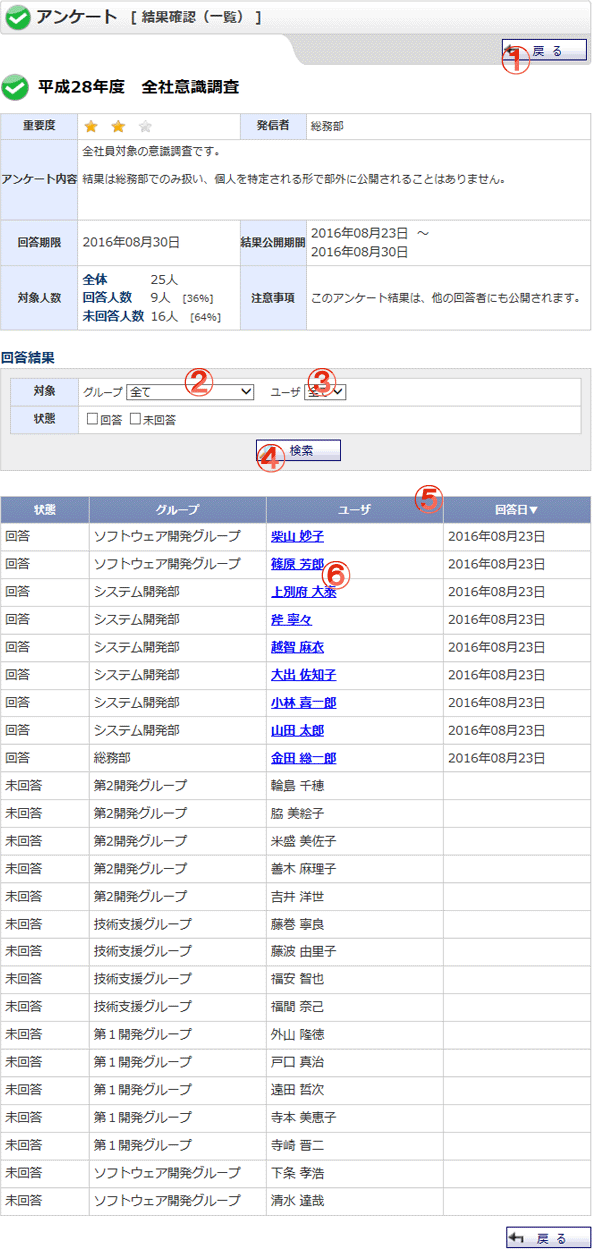 アンケート [ 結果確認（一覧） ]
戻る
①
平成28年度　全社意識調査
重要度 発信者 総務部
アンケート内容 全社員対象の意識調査です。
結果は総務部でのみ扱い、個人を特定される形で部外に公開されることはありません。
回答期限 2016年08月30日 結果公開期間 2016年08月23日 ～
2016年08月30日
対象人数 全体 25人
回答人数 9人 [36%]
未回答人数 16人 [64%]
注意事項 このアンケート結果は、他の回答者にも公開されます。
回答結果
対象 グループ 全て ② ユーザ 全て ③
状態 回答 未回答
④ 検索
状態 グループ ユーザ ⑤ 回答日▼
回答 ソフトウェア開発グループ 柴山 妙子 2016年08月23日
回答 ソフトウェア開発グループ 篠原 芳郎 2016年08月23日
⑥
回答 システム開発部 上別府 大泰 2016年08月23日
回答 システム開発部 斧 寧々 2016年08月23日
回答 システム開発部 越智 麻衣 2016年08月23日
回答 システム開発部 大出 佐知子 2016年08月23日
回答 システム開発部 小林 喜一郎 2016年08月23日
回答 システム開発部 山田 太郎 2016年08月23日
回答 総務部 金田 総一郎 2016年08月23日
未回答 第2開発グループ 輪島 千穂
未回答 第2開発グループ 脇 美絵子
未回答 第2開発グループ 米盛 美佐子
未回答 第2開発グループ 善木 麻理子
未回答 第2開発グループ 吉井 洋世
未回答 技術支援グループ 藤巻 寧良
未回答 技術支援グループ 藤波 由里子
未回答 技術支援グループ 福安 智也
未回答 技術支援グループ 福間 奈己
未回答 第１開発グループ 外山 隆徳
未回答 第１開発グループ 戸口 真治
未回答 第１開発グループ 遠田 哲次
未回答 第１開発グループ 寺本 美恵子
未回答 第１開発グループ 寺崎 晋二
未回答 ソフトウェア開発グループ 下条 孝浩
未回答 ソフトウェア開発グループ 清水 達哉
戻る